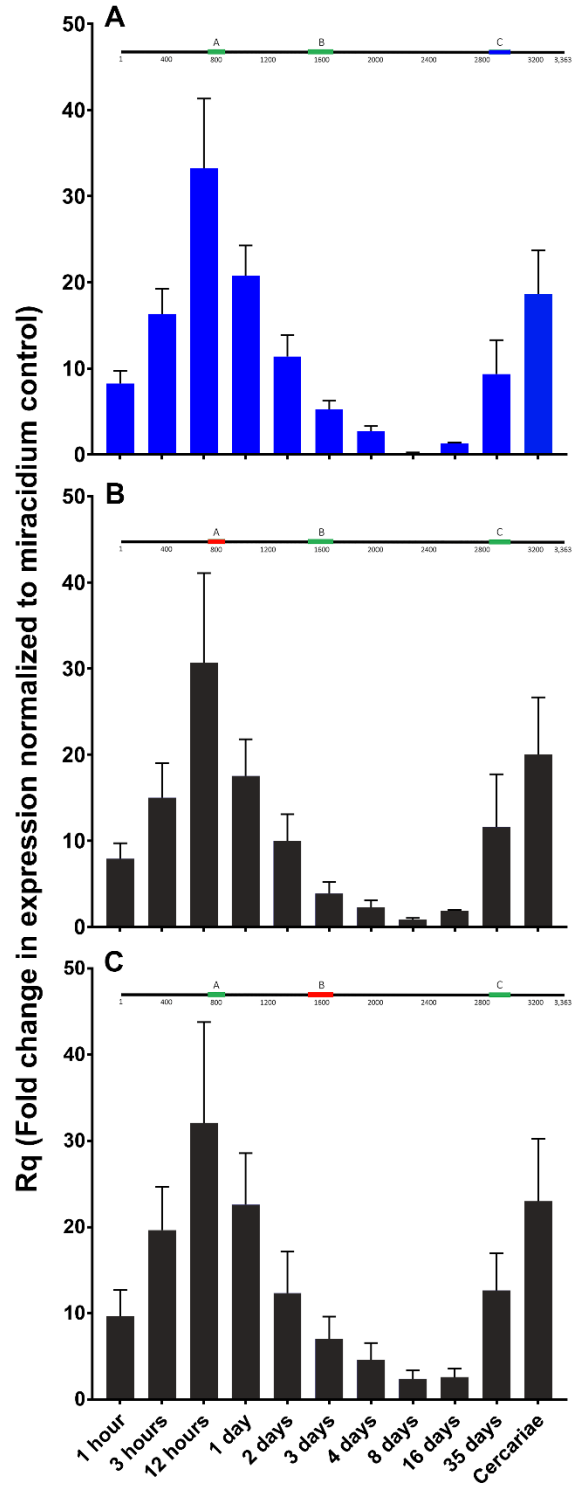 A
50
40
30
20
10
0
A B C
1 400 800 1200 1600 2000 2400 2800 3200 3,363
B
50
40
30
20
10
0
A B C
1 400 800 1200 1600 2000 2400 2800 3200 3,363
C
50
40
30
20
10
0
A B C
1 400 800 1200 1600 2000 2400 2800 3200 3,363
Rq (Fold change in expression normalized to miracidium control)
1 hour
3 hours
12 hours
1 day
2 days
3 days
4 days
8 days
16 days
35 days
Cercariae